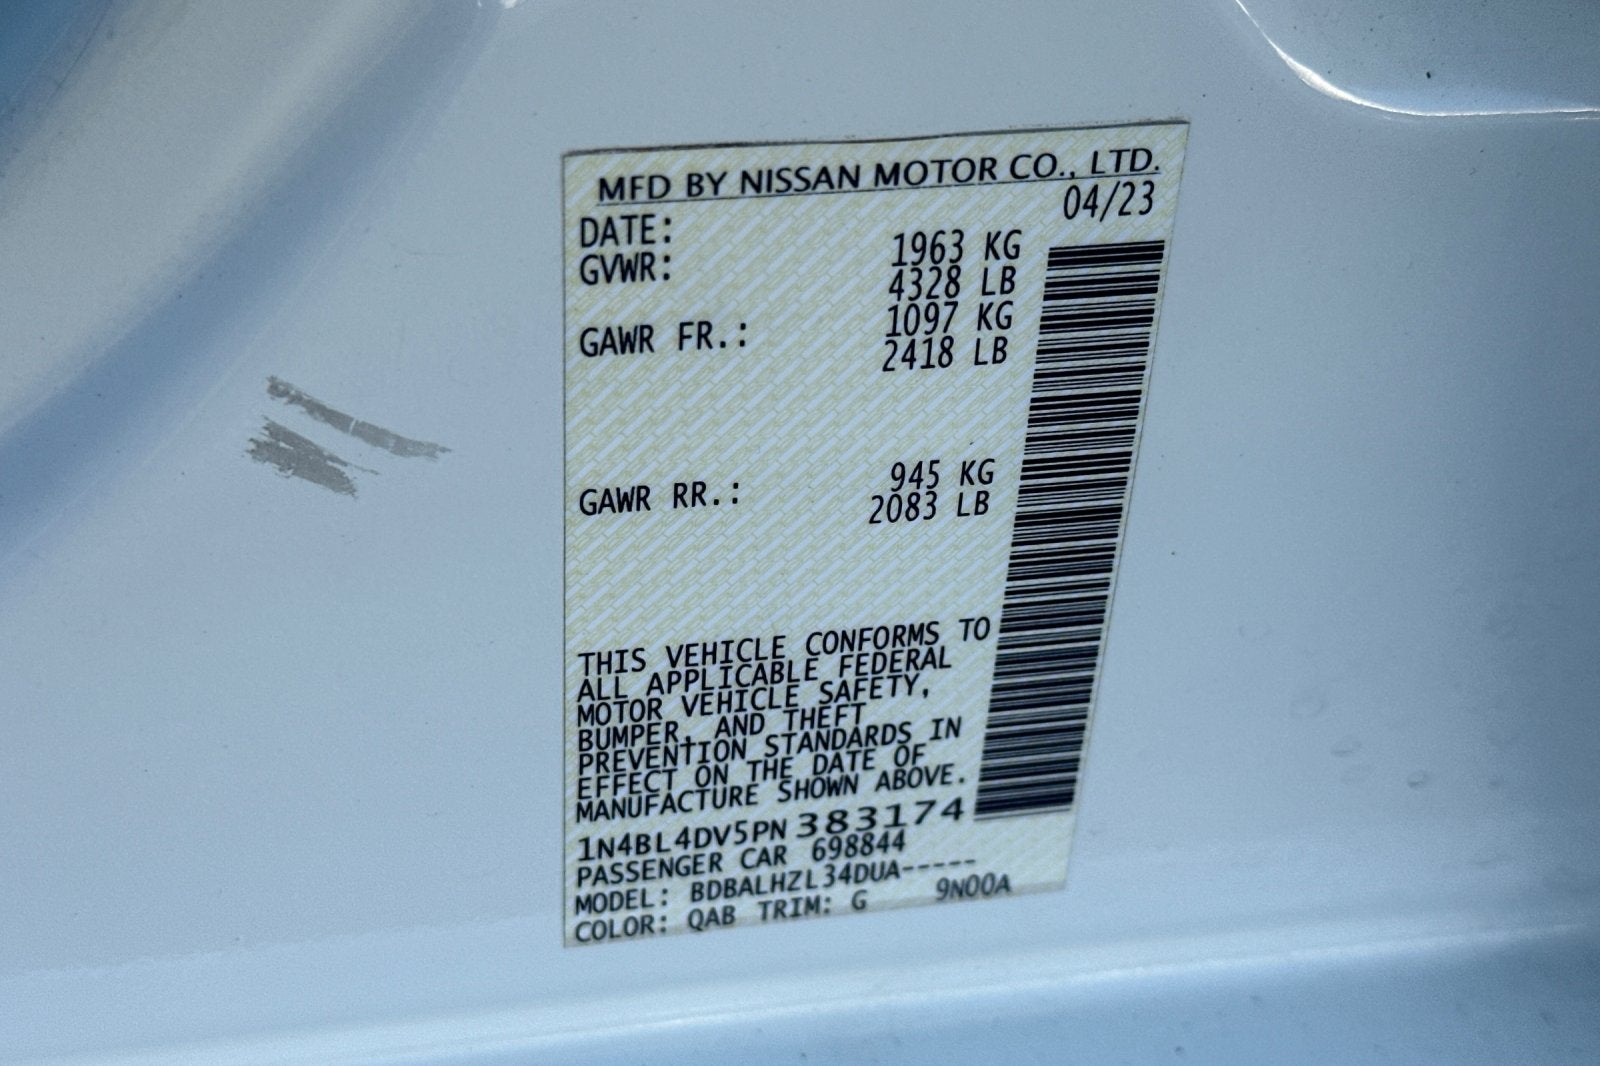 MFD BY NISSAN MOTOR CO., LTD.
DATE: 04/23
GVWR: 1963 KG
4328 LB
GAWR FR.: 1097 KG
2418 LB
GAWR RR.: 945 KG
2083 LB
THIS VEHICLE CONFORMS TO
ALL APPLICABLE FEDERAL
MOTOR VEHICLE SAFETY,
BUMPER, AND THEFT
PREVENTION STANDARDS IN
EFFECT ON THE DATE OF
MANUFACTURE SHOWN ABOVE.
1N4BL4DV5PN383174
PASSENGER CAR 698844
MODEL: BDBALHZL34DUA-----
COLOR: QAB TRIM: G 9N00A